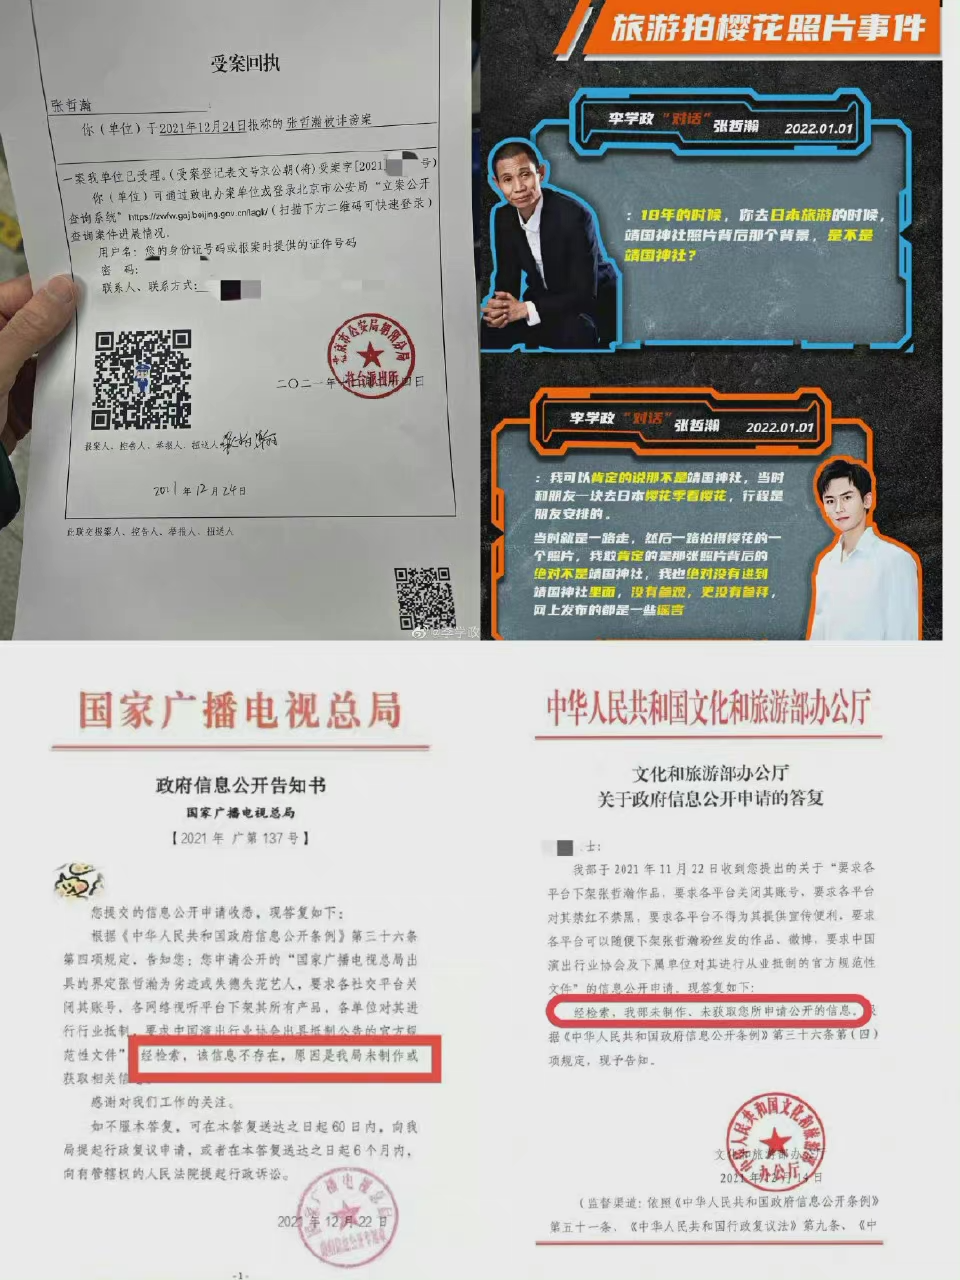 受案回执
张哲瀚
你（单位）于2021年12月24日报称的张哲瀚被诽谤案
一案我单位已受理。（受案登记表文号京公朝(将)受案字[2021] 号）
你（单位）可通过致电办案单位或登录北京市公安局“立案公开
查询系统”https://zwfw.gaj.beijing.gov.cn/lagk/（扫描下方二维码可快速登录）
查询案件进展情况。
用户名：您的身份证号码或报案时提供的证件号码
密 码：
联系人、联系方式：
北京市公安局朝阳分局
将台派出所
二〇二一年十 四日
报案人、控告人、举报人、扭送人
2021 年 12 月 24日
此联交报案人、控告人、举报人、扭送人
@李学政
旅游拍樱花照片事件
李学政 “对话” 张哲瀚 2022.01.01
：18年的时候，你去日本旅游的时候，
靖国神社照片背后那个背景，是不是
靖国神社？
李学政 “对话” 张哲瀚 2022.01.01
：我可以肯定的说那不是靖国神社，当时
和朋友一块去日本樱花季看樱花，行程是
朋友安排的。
当时就是一路走，然后一路拍摄樱花的一
个照片，我敢肯定的是那张照片背后的
绝对不是靖国神社，我也绝对没有进到
靖国神社里面，没有参观，更没有参拜，
网上发布的都是一些谣言
国家广播电视总局
政府信息公开告知书
国家广播电视总局
【2021 年 广第 137 号】
您提交的信息公开申请收悉，现答复如下：
根据《中华人民共和国政府信息公开条例》第三十六条
第四项规定，告知您：您申请公开的“国家广播电视总局出
具的界定张哲瀚为劣迹或失德失范艺人，要求各社交平台关
闭其账号，各网络视听平台下架其所有产品，各单位对其进
行行业抵制，要求中国演出行业协会出具抵制公告的官方规
范性文件” 经检索，该信息不存在，原因是我局未制作或
获取相关信
感谢对我们工作的关注。
如不服本答复，可在本答复送达之日起 60 日内，向我
局提起行政复议申请，或者在本答复送达之日起 6 个月内，
向有管辖权的人民法院提起行政诉讼。
国家广播电视总局
2021 年 12 月 22 日
-1-
中华人民共和国文化和旅游部办公厅
文化和旅游部办公厅
关于政府信息公开申请的答复
士：
我部于 2021 年 11 月 22 日收到您提出的关于“要求各
平台下架张哲瀚作品，要求各平台关闭其账号，要求各平台
对其禁红不禁黑，要求各平台不得为其提供宣传便利，要求
各平台可以随便下架张哲瀚粉丝发的作品、微博，要求中国
演出行业协会及下属单位对其进行从业抵制的官方规范性
文件”的信息公开申请。现答复如下：
经检索，我部未制作、未获取您所申请公开的信息。根
据《中华人民共和国政府信息公开条例》第三十六条第（四）
项规定，现予告知。
中华人民共和国文化和旅游部
办公厅
文化和旅游部办公厅
2021年12月14日
（监督渠道：依照《中华人民共和国政府信息公开条例》
第五十一条、《中华人民共和国行政复议法》第九条、《中